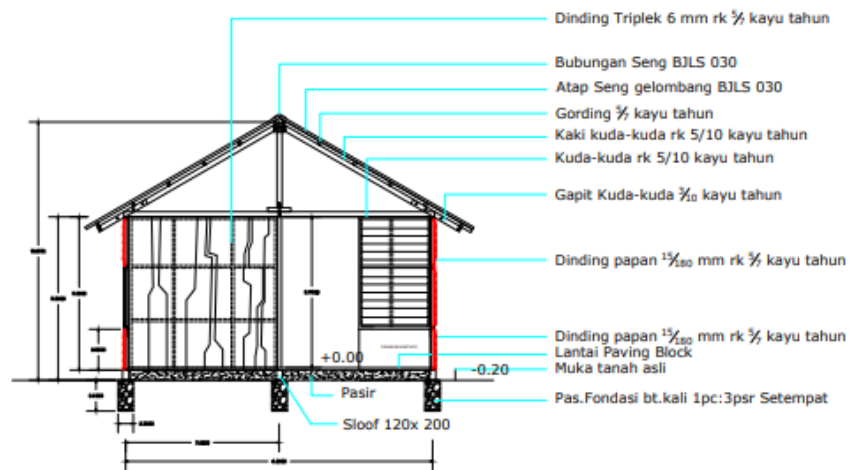 Dinding Triplek 6 mm rk 5/7 kayu tahun
Bubungan Seng BJLS 030
Atap Seng gelombang BJLS 030
Gording 5/7 kayu tahun
Kaki kuda-kuda rk 5/10 kayu tahun
Kuda-kuda rk 5/10 kayu tahun
Gapit Kuda-kuda 3/10 kayu tahun
Dinding papan 15/180 mm rk 5/7 kayu tahun
Dinding papan 15/180 mm rk 5/7 kayu tahun
Lantai Paving Block
+0.00
-0.20
Muka tanah asli
Pasir
Pas.Fondasi bt.kali 1pc:3psr Setempat
Sloof 120x 200